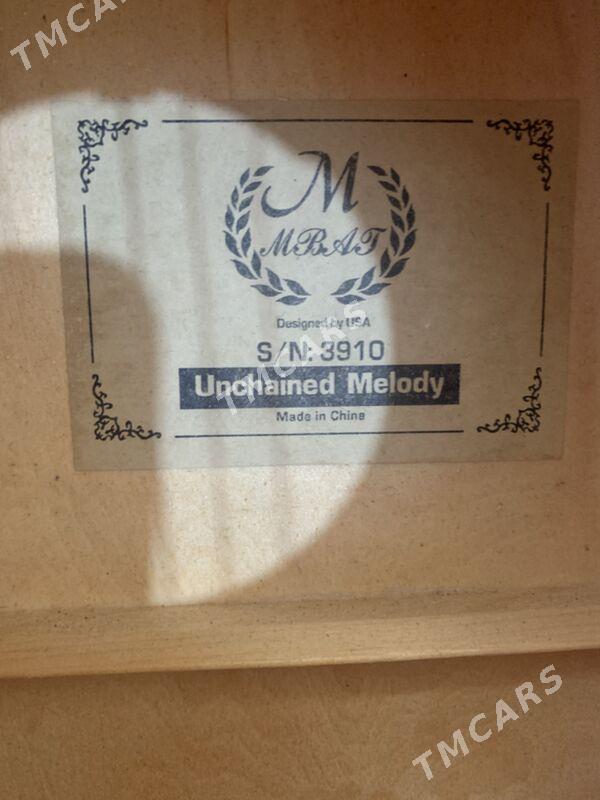 TMCARS
M
MBAT
Designed by USA
S/N: 3910
TMCARS
Unchained Melody
Made in China
TMCARS